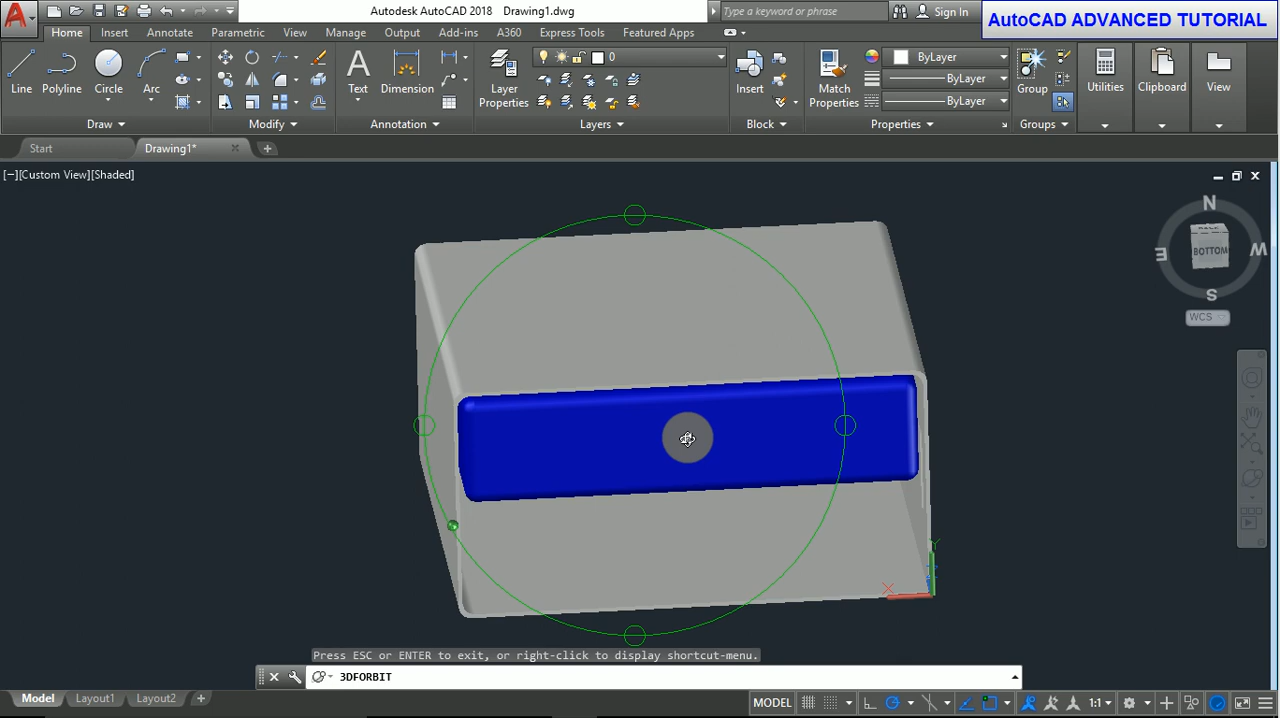 Autodesk AutoCAD 2018 Drawing1.dwg
Type a keyword or phrase
Sign In
AutoCAD ADVANCED TUTORIAL
Home Insert Annotate Parametric View Manage Output Add-ins A360 Express Tools Featured Apps
Line Polyline Circle Arc
Text Dimension
Layer Properties
0
Insert
Match Properties
ByLayer
ByLayer
ByLayer
Group
Utilities
Clipboard
View
Draw Modify Annotation Layers Block Properties Groups
Start Drawing1*
[−][Custom View][Shaded]
N
E
BOTTOM
W
S
WCS
Y
X
Press ESC or ENTER to exit, or right-click to display shortcut-menu.
3DFORBIT
Model Layout1 Layout2
MODEL
1:1